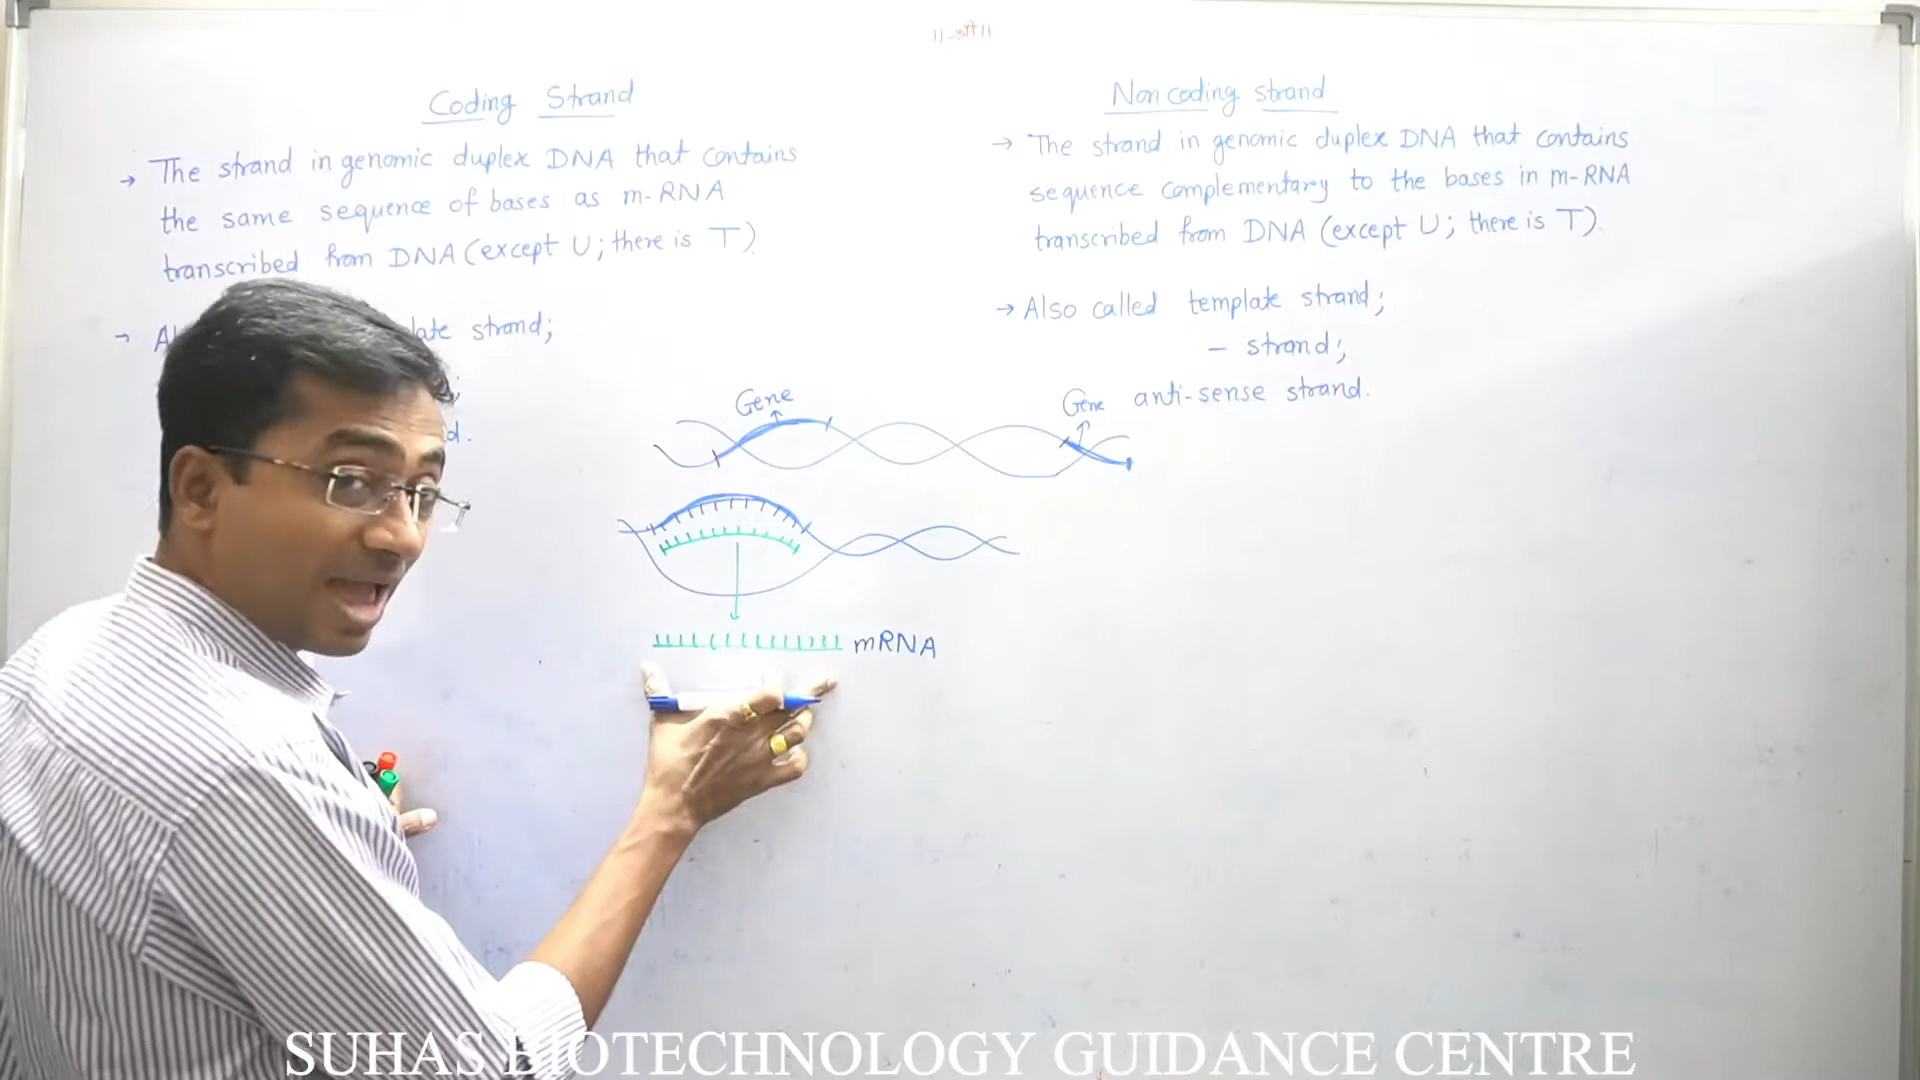 ॥ श्री ॥
Coding Strand
→ The strand in genomic duplex DNA that contains
the same sequence of bases as m-RNA
transcribed from DNA (except U; there is T).
→ strand;
Non coding strand
→ The strand in genomic duplex DNA that contains
sequence complementary to the bases in m-RNA
transcribed from DNA (except U; there is T).
→ Also called template strand;
– strand;
anti-sense strand.
Gene
Gene
mRNA
SUHAS BIOTECHNOLOGY GUIDANCE CENTRE